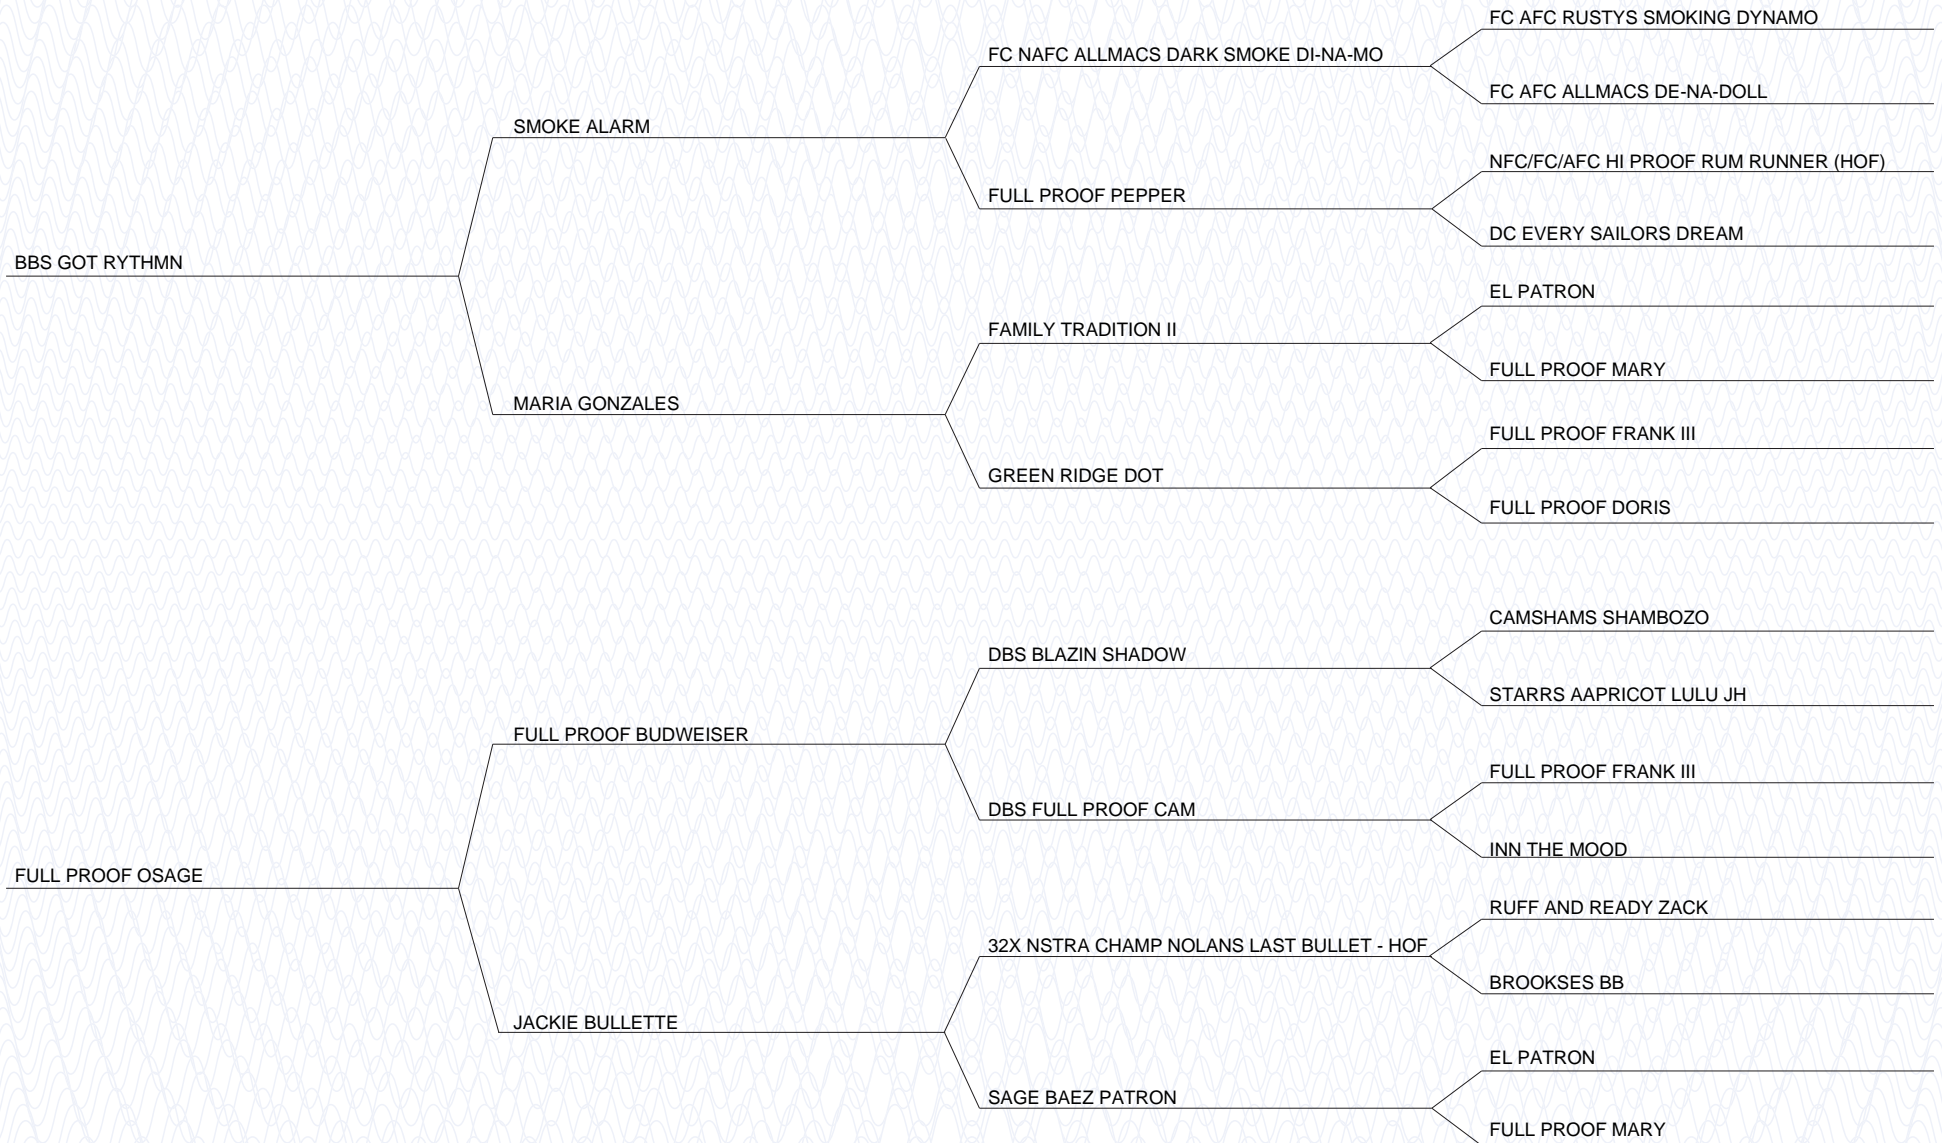 FC AFC RUSTYS SMOKING DYNAMO
FC NAFC ALLMACS DARK SMOKE DI-NA-MO
FC AFC ALLMACS DE-NA-DOLL
SMOKE ALARM
NFC/FC/AFC HI PROOF RUM RUNNER (HOF)
FULL PROOF PEPPER
DC EVERY SAILORS DREAM
BBS GOT RYTHMN
EL PATRON
FAMILY TRADITION II
FULL PROOF MARY
MARIA GONZALES
FULL PROOF FRANK III
GREEN RIDGE DOT
FULL PROOF DORIS
CAMSHAMS SHAMBOZO
DBS BLAZIN SHADOW
STARRS AAPRICOT LULU JH
FULL PROOF BUDWEISER
FULL PROOF FRANK III
DBS FULL PROOF CAM
INN THE MOOD
FULL PROOF OSAGE
RUFF AND READY ZACK
32X NSTRA CHAMP NOLANS LAST BULLET - HOF
BROOKSES BB
JACKIE BULLETTE
EL PATRON
SAGE BAEZ PATRON
FULL PROOF MARY